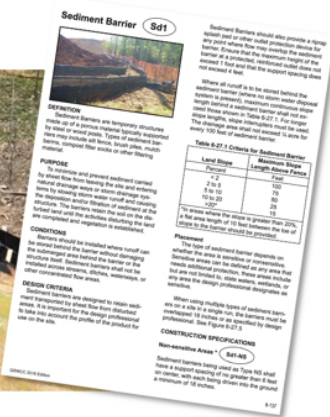 Sediment Barrier
Sd1
DEFINITION
Sediment Barriers are temporary structures
made up of a porous material typically supported
by steel or wood posts. Types of sediment bar-
riers may include silt fence, brush piles, mulch
berms, compost filter socks or other filtering
material.
PURPOSE
To minimize and prevent sediment carried
by sheet flow from leaving the site and entering
natural drainage ways or storm drainage sys-
tems by slowing storm water runoff and causing
the deposition and/or filtration of sediment at the
structure. The barriers retain the soil on the dis-
turbed land until the activities disturbing the land
are completed and vegetation is established.
CONDITIONS
Barriers should be installed where runoff can
be stored behind the barrier without damaging
the submerged area behind the barrier or the
structure itself. Sediment barriers shall not be
installed across streams, ditches, waterways, or
other concentrated flow areas.
DESIGN CRITERIA
Sediment barriers are designed to retain sedi-
ment transported by sheet flow from disturbed
areas. It is important for the design professional
to take into account the profile of the product for
use on the site.
GSWCC 2016 Edition
Sediment Barriers should also provide a riprap
splash pad or other outlet protection device for
any point where flow may overtop the sediment
barrier. Ensure that the maximum height of the
barrier at a protected, reinforced outlet does not
exceed 1 foot and that the support spacing does
not exceed 4 feet.
Where all runoff is to be stored behind the
sediment barrier (where no storm water disposal
system is present), maximum continuous slope
length behind a sediment barrier shall not ex-
ceed those shown in Table 6-27.1. For longer
slope lengths, slope interrupters must be used.
The drainage area shall not exceed ¼ acre for
every 100 feet of sediment barrier.
Table 6-27.1 Criteria for Sediment Barrier
Land Slope
Maximum Slope
Length Above Fence
Percent
Feet
< 2
100
2 to 5
75
5 to 10
50
10 to 20
25
>20*
15
*In areas where the slope is greater than 20%,
a flat area length of 10 feet between the toe of
slope to the barrier should be provided.
Placement
The type of sediment barrier depends on
whether the area is sensitive or nonsensitive.
Sensitive areas can be defined as any area that
needs additional protection, these areas include
but are not limited to, state waters, wetlands, or
any area the design professional designates as
sensitive.
When using multiple types of sediment barri-
ers on a site in a single run, the barriers must be
overlapped 18 inches or as specified by design
professional. See Figure 6-27.5
CONSTRUCTION SPECIFICATIONS
Non-sensitive Areas *
Sd1-NS
Sediment barriers being used as Type NS shall
have a support spacing of no greater than 6 feet
on center, with each being driven into the ground
a minimum of 18 inches.
6-137